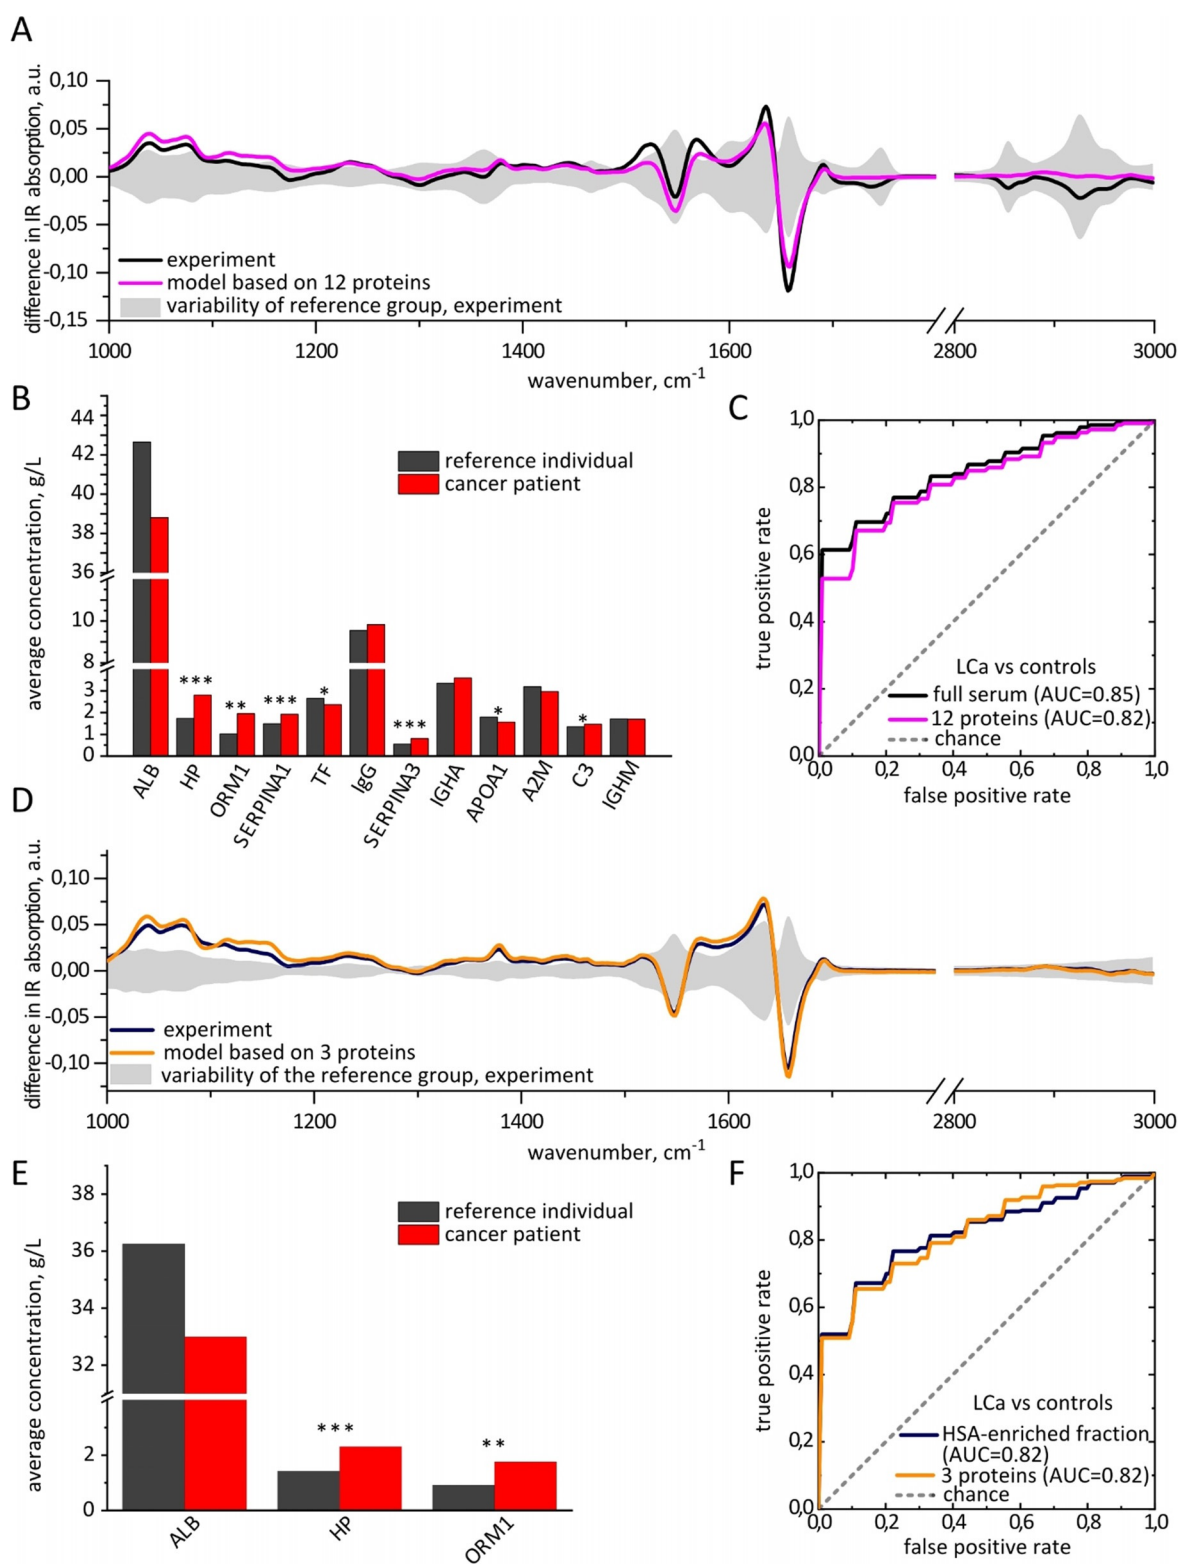 A
difference in IR absorption, a.u.
0,10
0,05
0,00
-0,05
-0,10
-0,15
experiment
model based on 12 proteins
variability of reference group, experiment
1000 1200 1400 1600 2800 3000
wavenumber, cm-1
B
average concentration, g/L
44
42
40
38
36
10
8
3
2
1
0
reference individual
cancer patient
*** ** *** * *** * *
ALB HP ORM1 SERPINA1 TF IgG SERPINA3 IGHA APOA1 A2M C3 IGHM
C
true positive rate
1,0
0,8
0,6
0,4
0,2
0,0
LCa vs controls
full serum (AUC=0.85)
12 proteins (AUC=0.82)
chance
0,0 0,2 0,4 0,6 0,8 1,0
false positive rate
D
difference in IR absorption, a.u.
0,10
0,05
0,00
-0,05
-0,10
experiment
model based on 3 proteins
variability of the reference group, experiment
1000 1200 1400 1600 2800 3000
wavenumber, cm-1
E
average concentration, g/L
38
36
33
32
2
0
reference individual
cancer patient
*** **
ALB HP ORM1
F
true positive rate
1,0
0,8
0,6
0,4
0,2
0,0
LCa vs controls
HSA-enriched fraction
(AUC=0.82)
3 proteins (AUC=0.82)
chance
0,0 0,2 0,4 0,6 0,8 1,0
false positive rate